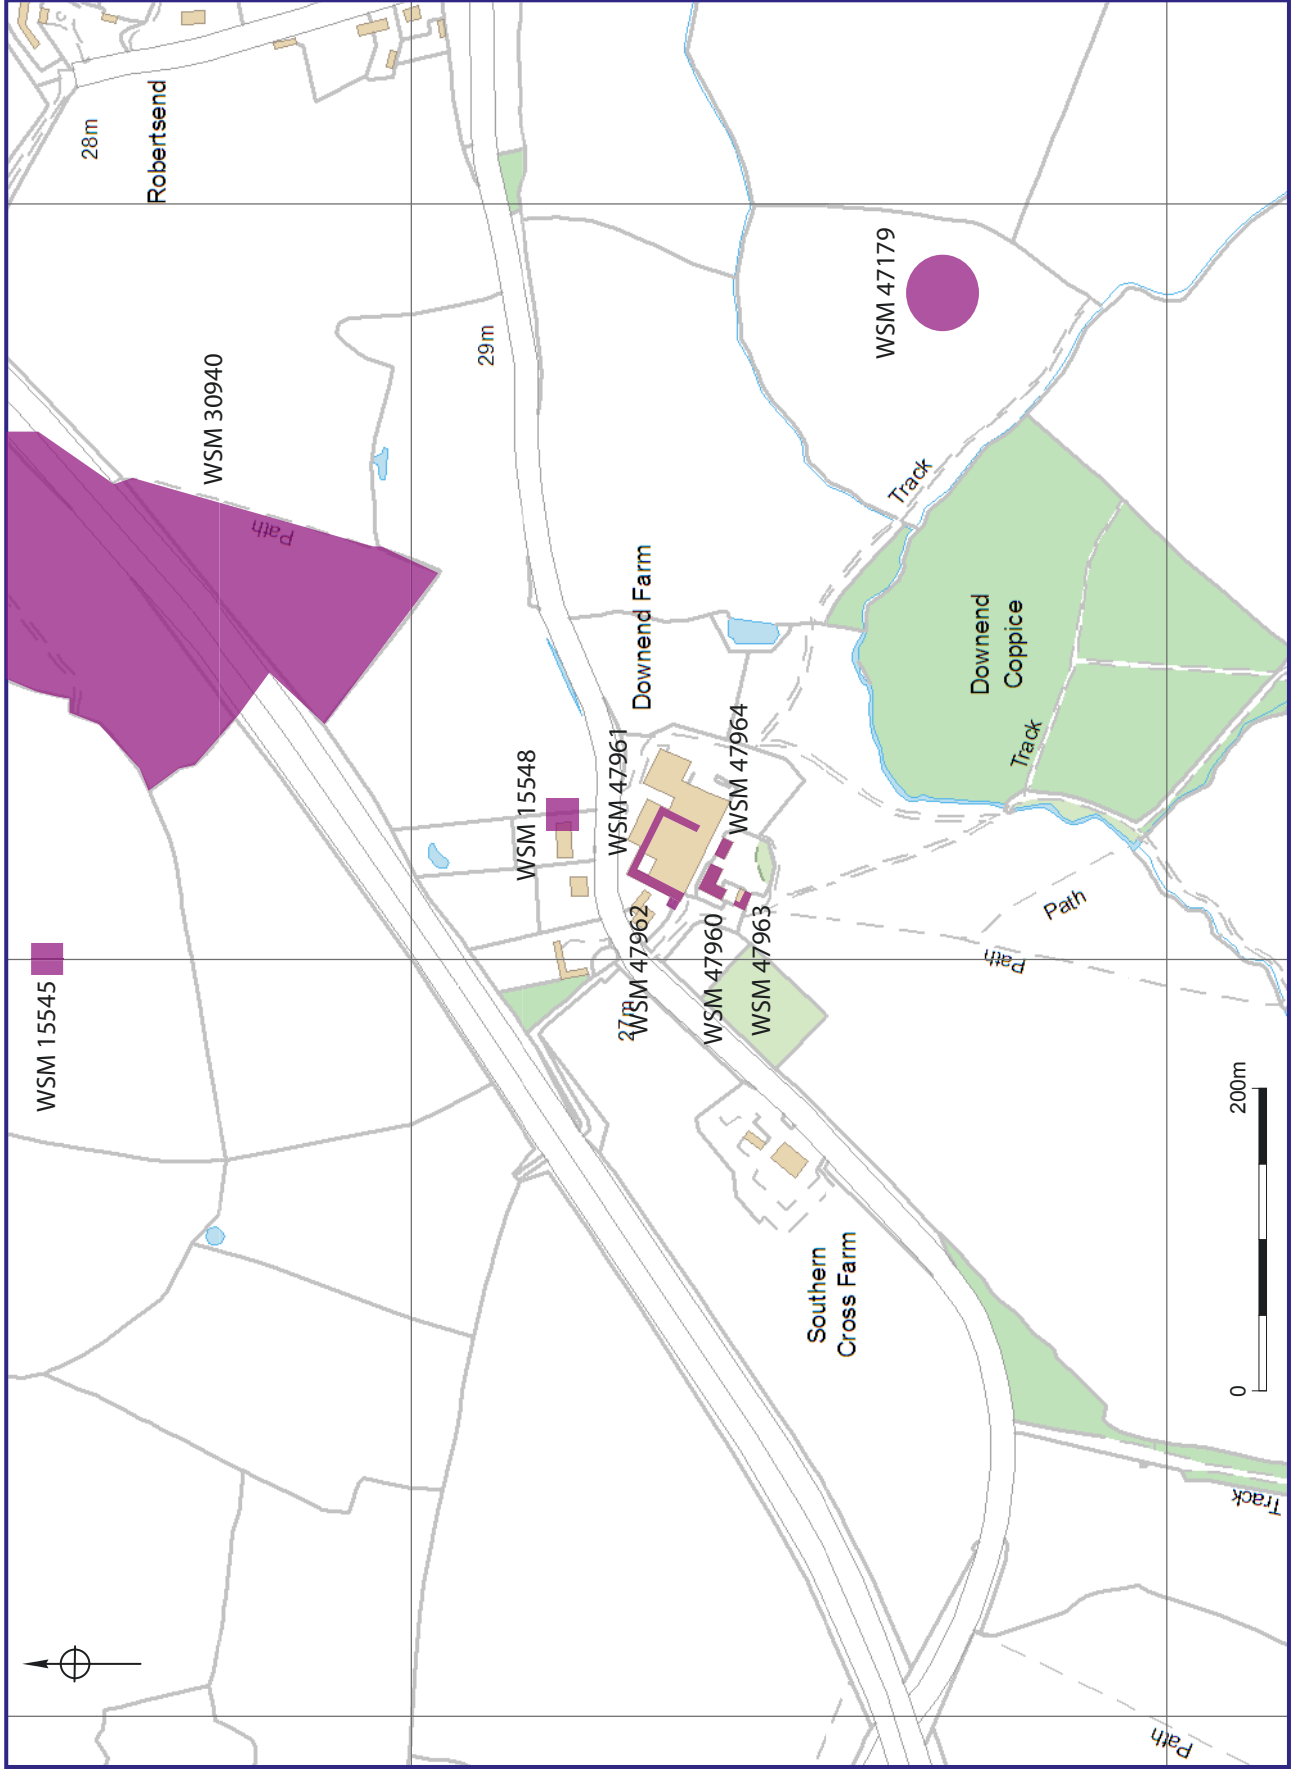 WSM 15545
WSM 30940
Path
28m
Robertsend
29m
WSM 15548
WSM 47961
Downend Farm
WSM 47964
WSM 47962
27m
WSM 47960
WSM 47963
WSM 47179
Track
Downend
Coppice
Track
Path
Path
Southern
Cross Farm
0
200m
Track
Path